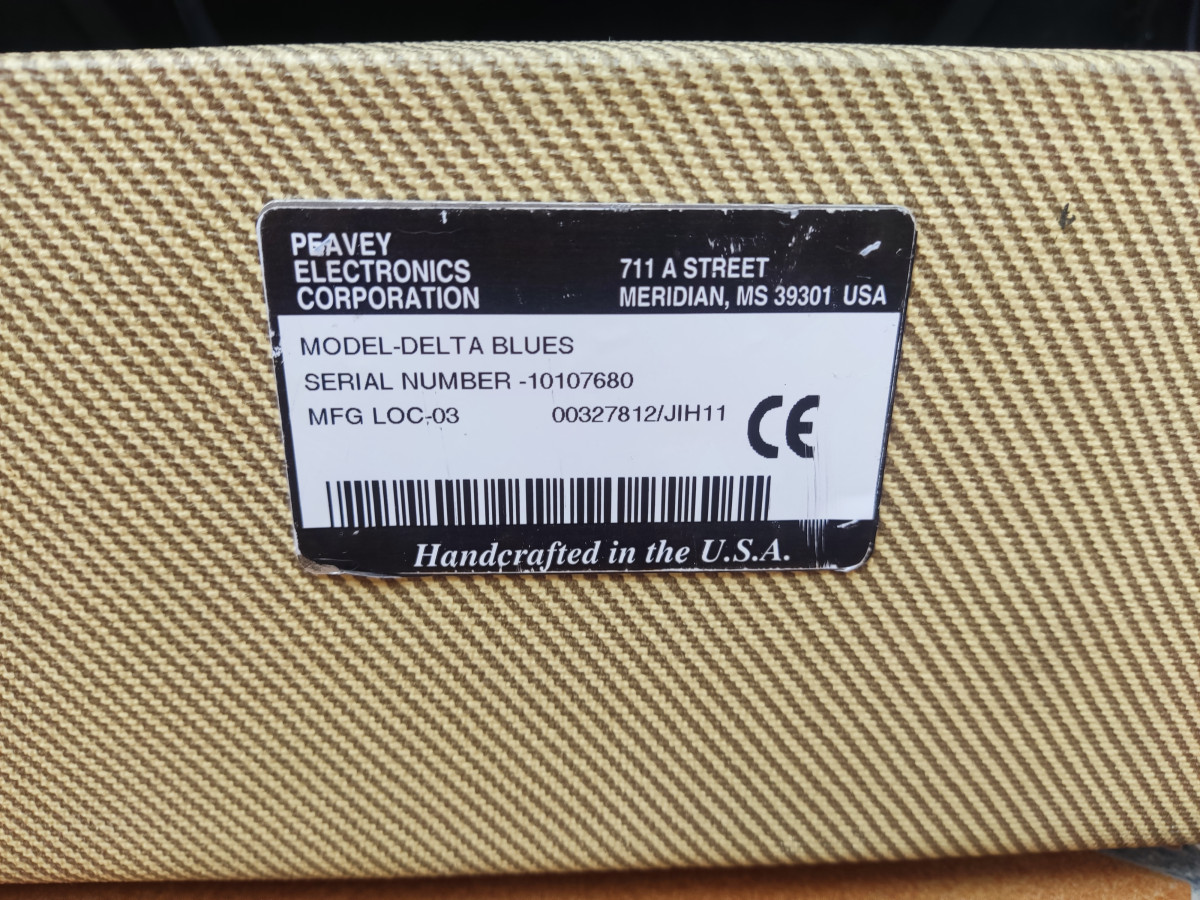 PEAVEY
ELECTRONICS
CORPORATION
711 A STREET
MERIDIAN, MS 39301 USA
MODEL-DELTA BLUES
SERIAL NUMBER -10107680
MFG LOC-03 00327812/JIH11 CE
Handcrafted in the U.S.A.